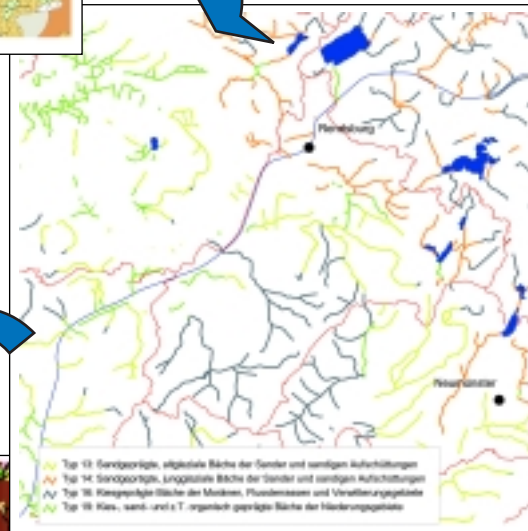 Rendsburg
Neumünster
Typ 13: Sandgeprägte, altglaziale Bäche der Sander und sandigen Aufschüttungen
Typ 14: Sandgeprägte, jungglaziale Bäche der Sander und sandigen Aufschüttungen
Typ 16: Kiesgeprägte Bäche der Moränen, Flussterrassen und Verwitterungsgebiete
Typ 19: Kies-, sand- und z.T. organisch geprägte Bäche der Niederungsgebiete